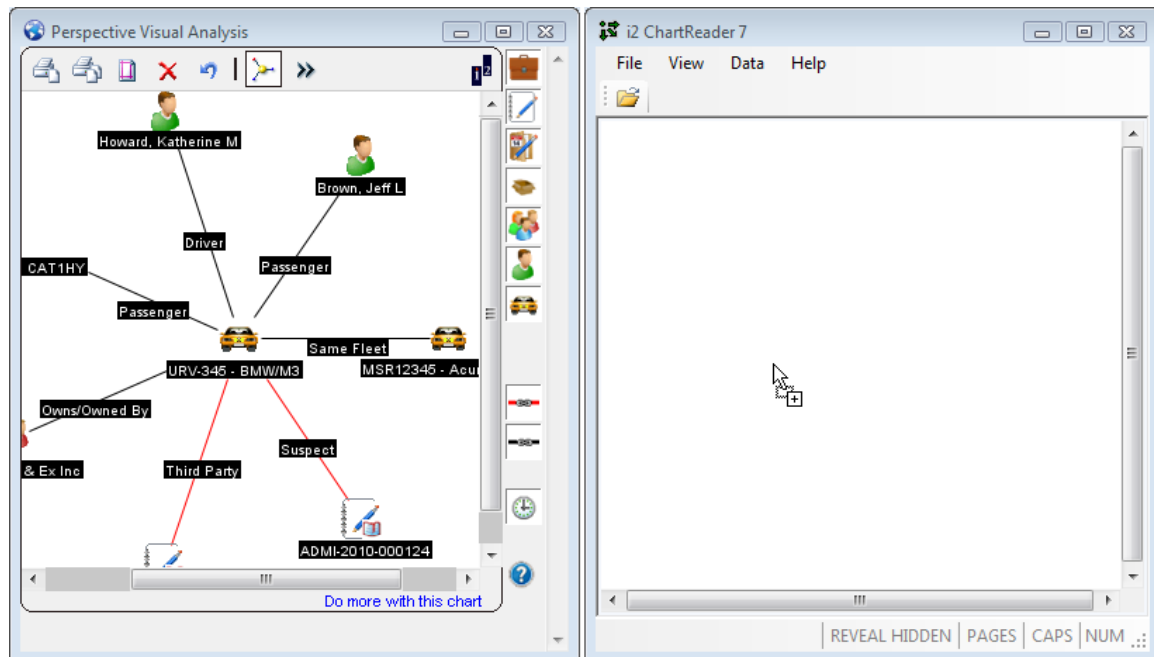 Perspective Visual Analysis
i2
Howard, Katherine M
Brown, Jeff L
Driver
Passenger
CAT1HY
Passenger
Same Fleet
URV-345 - BMW/M3
MSR12345 - Acu
Owns/Owned By
Suspect
& Ex Inc
Third Party
ADMI-2010-000124
Do more with this chart
i2 ChartReader 7
File View Data Help
REVEAL HIDDEN PAGES CAPS NUM